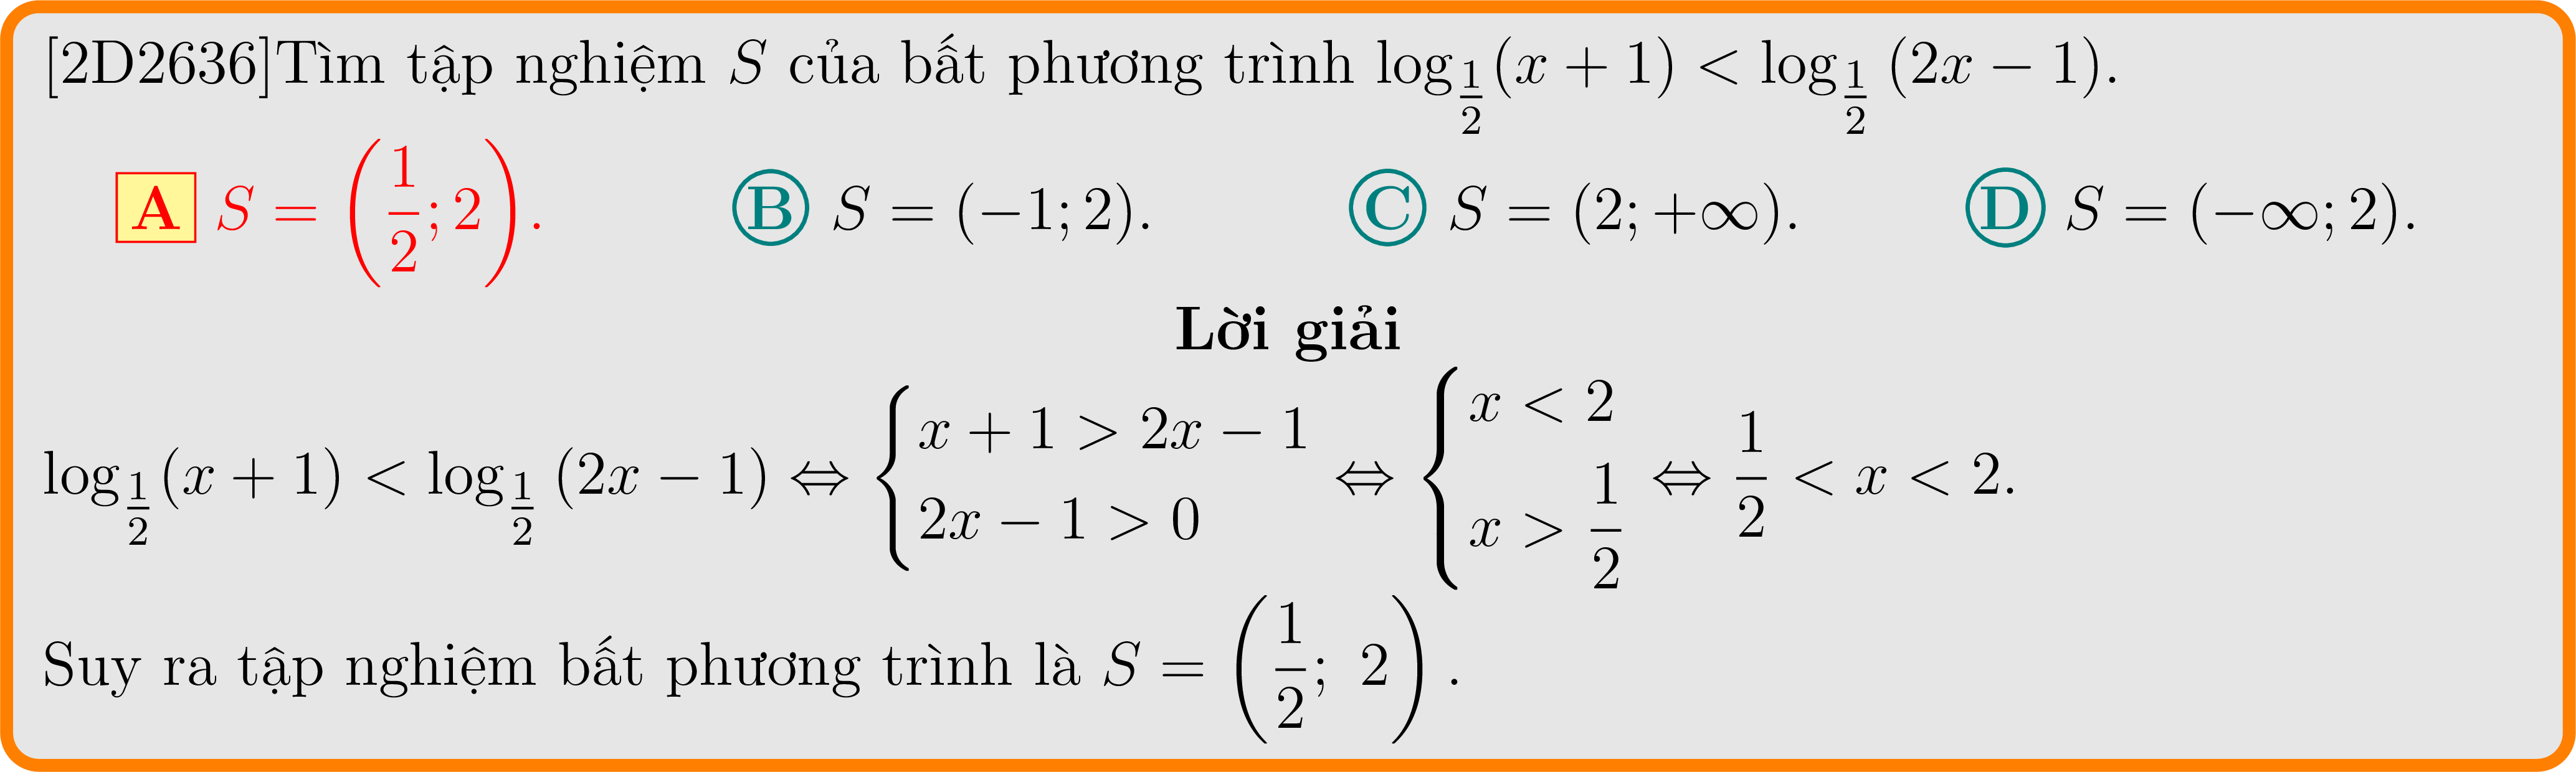 [2D2636]Tìm tập nghiệm $S$ của bất phương trình $\log_{\frac{1}{2}}(x+1) < \log_{\frac{1}{2}}(2x-1)$.
A $S = \left(\frac{1}{2}; 2\right)$. B $S = (-1; 2)$. C $S = (2; +\infty)$. D $S = (-\infty; 2)$.
Lời giải
$\log_{\frac{1}{2}}(x+1) < \log_{\frac{1}{2}}(2x-1) \Leftrightarrow \begin{cases} x+1 > 2x-1 \\ 2x-1 > 0 \end{cases} \Leftrightarrow \begin{cases} x < 2 \\ x > \frac{1}{2} \end{cases} \Leftrightarrow \frac{1}{2} < x < 2.$
Suy ra tập nghiệm bất phương trình là $S = \left(\frac{1}{2};\ 2\right)$.